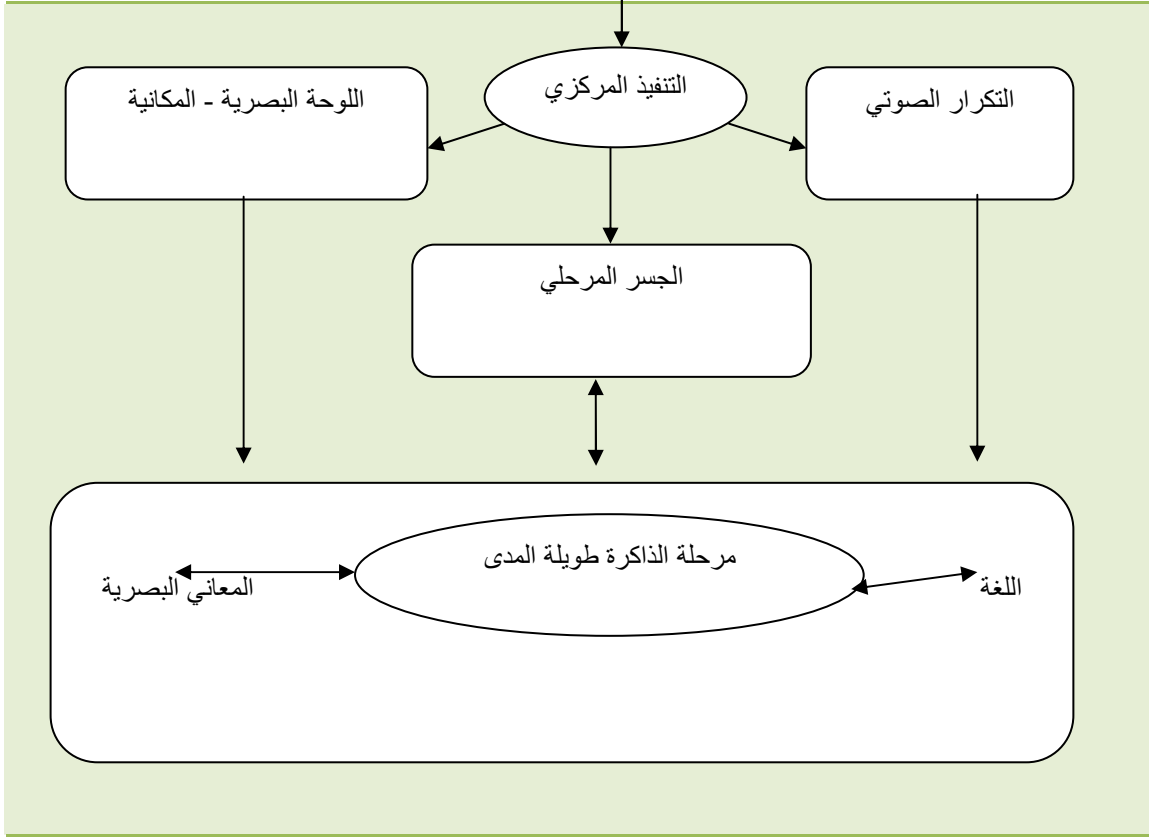 التنفيذ المركزي
التكرار الصوتي
اللوحة البصرية - المكانية
الجسر المرحلي
مرحلة الذاكرة طويلة المدى
اللغة
المعاني البصرية